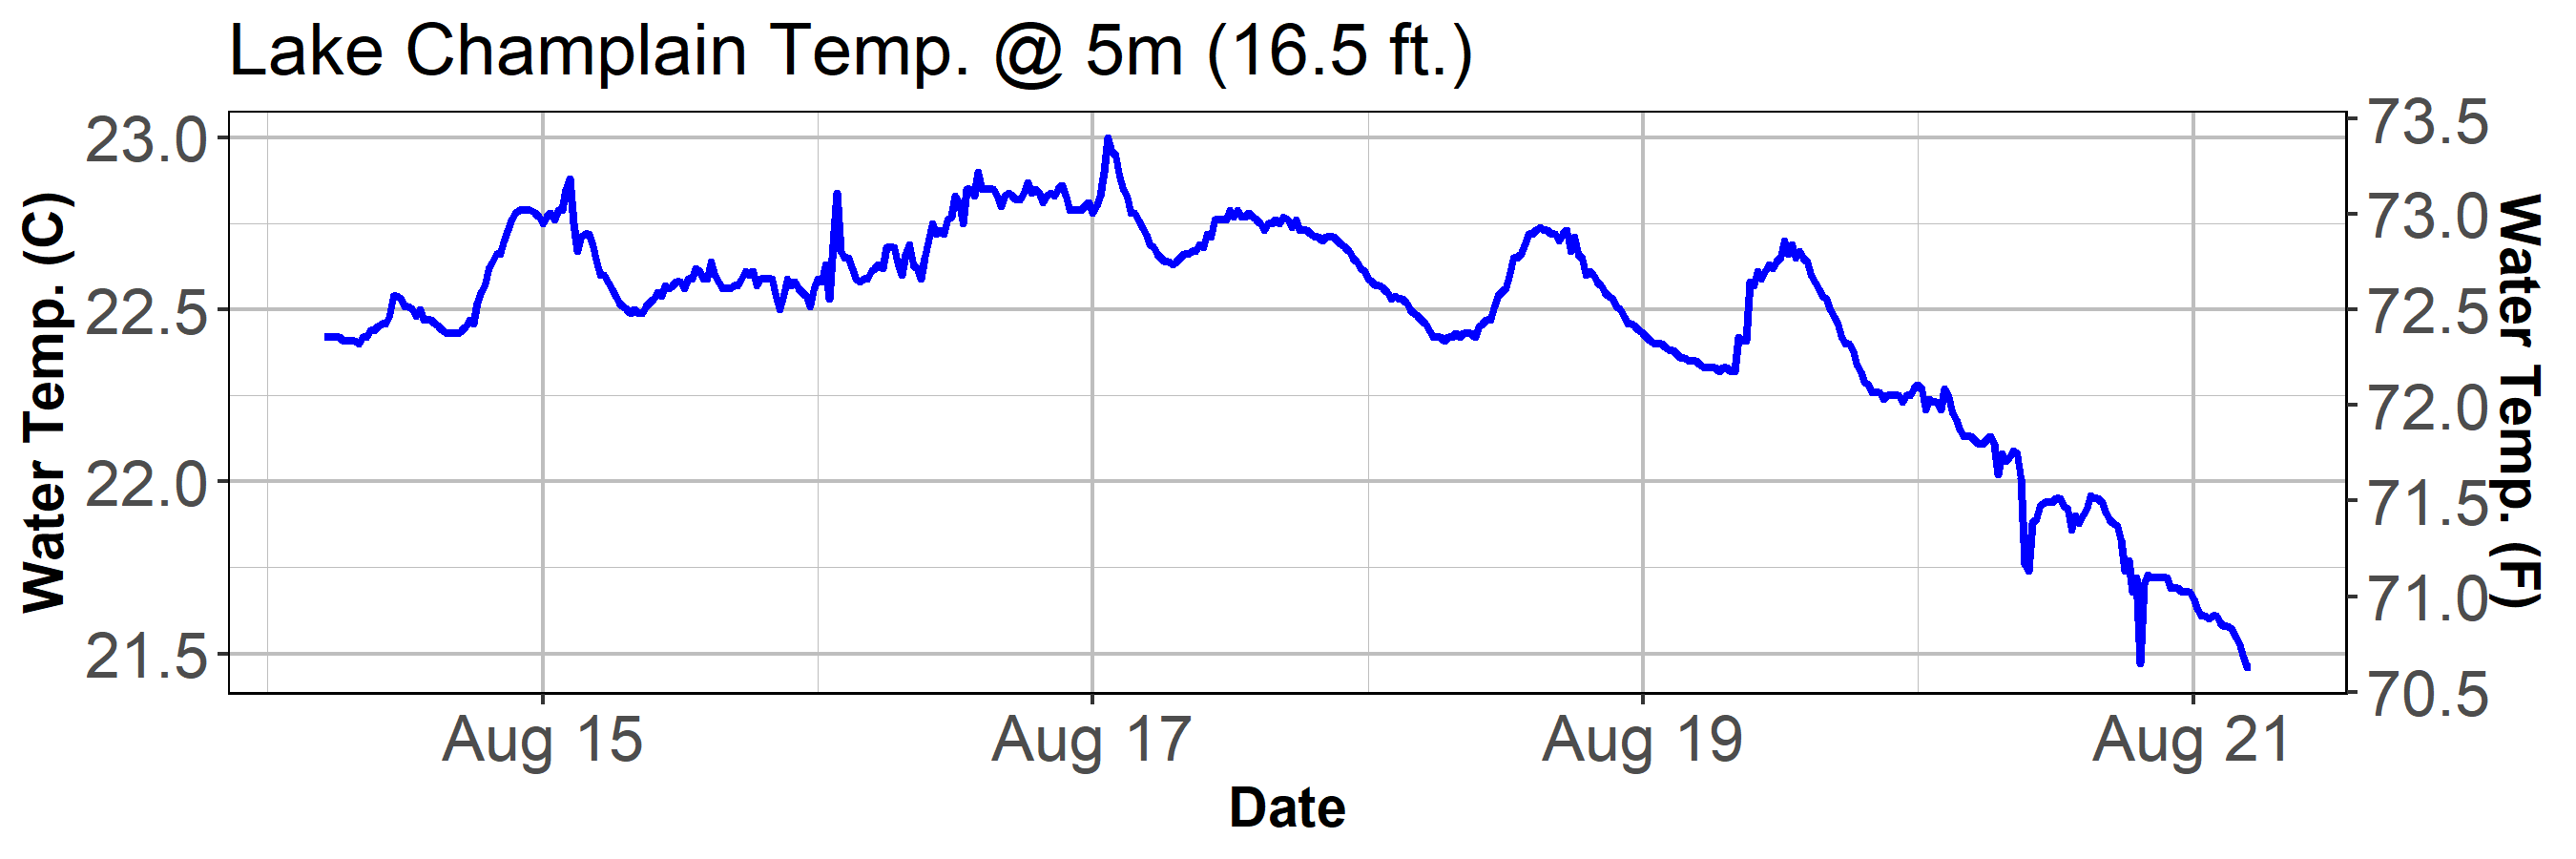 Lake Champlain Temp. @ 5m (16.5 ft.)
Water Temp. (C)
23.0
22.5
22.0
21.5
73.5
73.0
72.5
72.0
71.5
71.0
70.5
Water Temp. (F)
Aug 15 Aug 17 Aug 19 Aug 21
Date